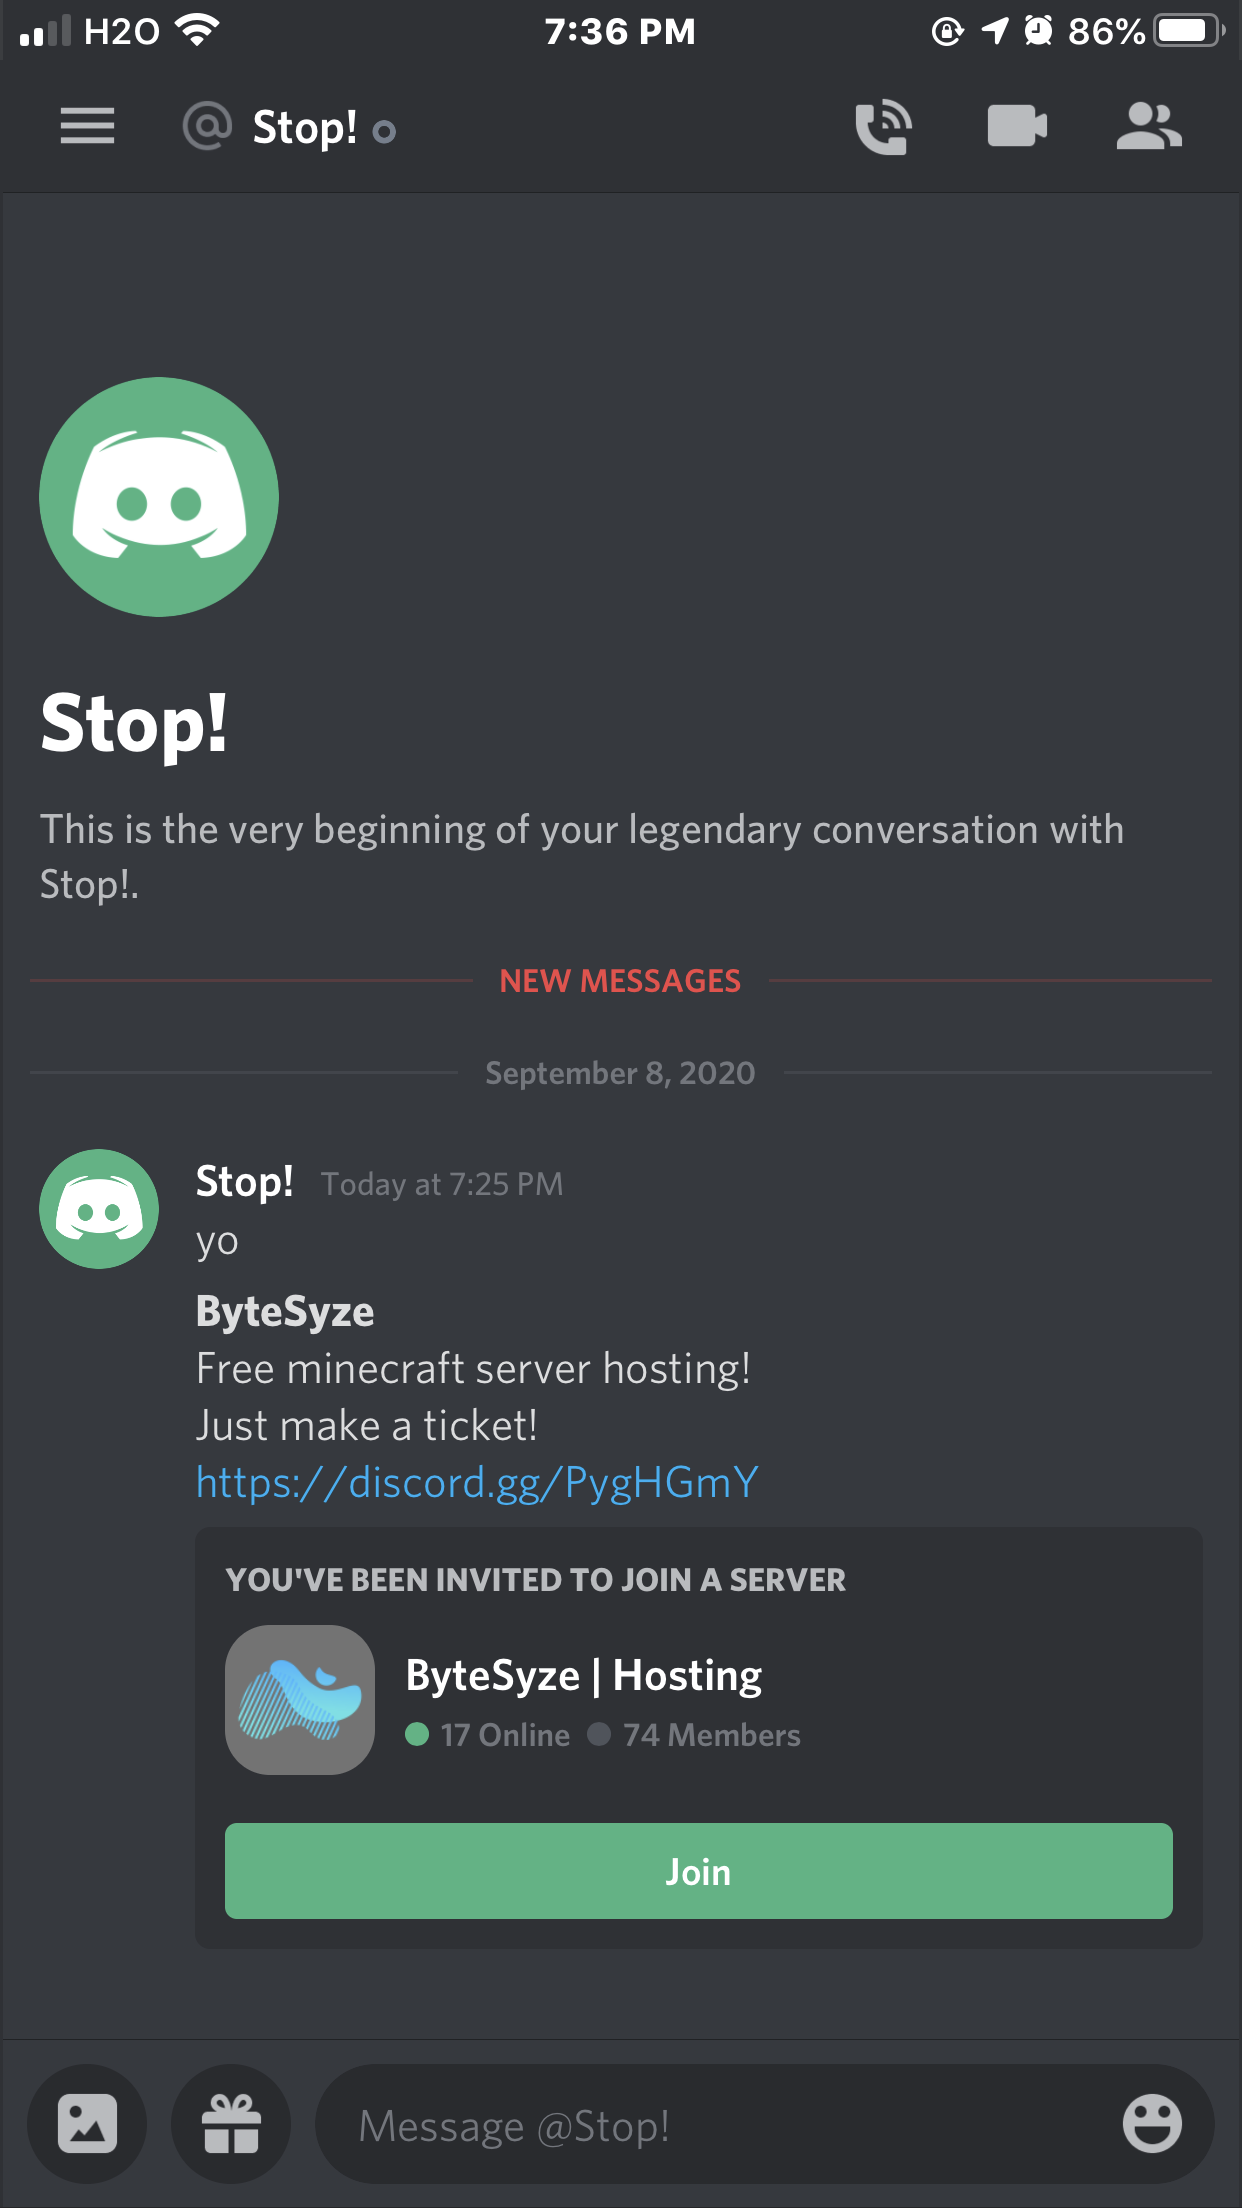 H2O 7:36 PM 86%
@ Stop!
Stop!
This is the very beginning of your legendary conversation with
Stop!.
NEW MESSAGES
September 8, 2020
Stop! Today at 7:25 PM
yo
ByteSyze
Free minecraft server hosting!
Just make a ticket!
https://discord.gg/PygHGmY
YOU'VE BEEN INVITED TO JOIN A SERVER
ByteSyze | Hosting
17 Online 74 Members
Join
Message @Stop!